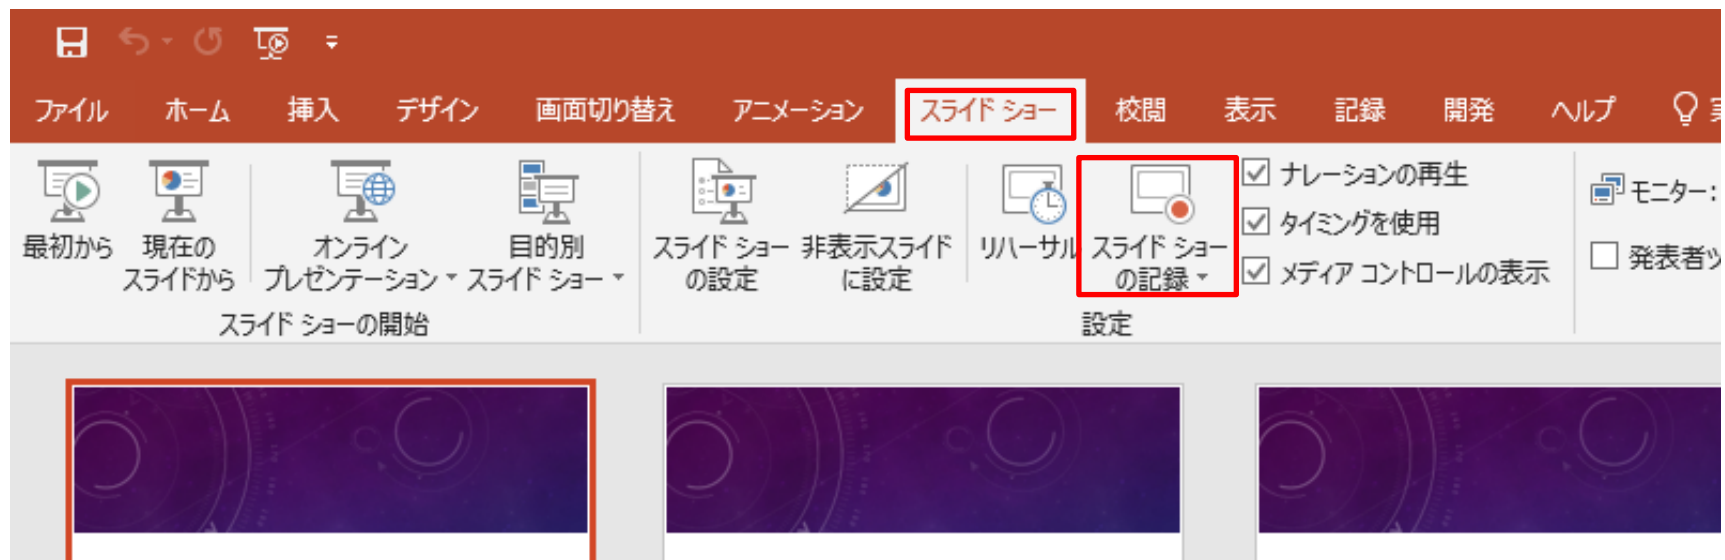 ファイル ホーム 挿入 デザイン 画面切り替え アニメーション スライド ショー 校閲 表示 記録 開発 ヘルプ
最初から
現在の
スライドから
オンライン
プレゼンテーション
目的別
スライド ショー
スライドショーの開始
スライド ショー
の設定
非表示スライド
に設定
リハーサル
スライド ショー
の記録
ナレーションの再生
タイミングを使用
メディア コントロールの表示
設定
モニター:
発表者ツ